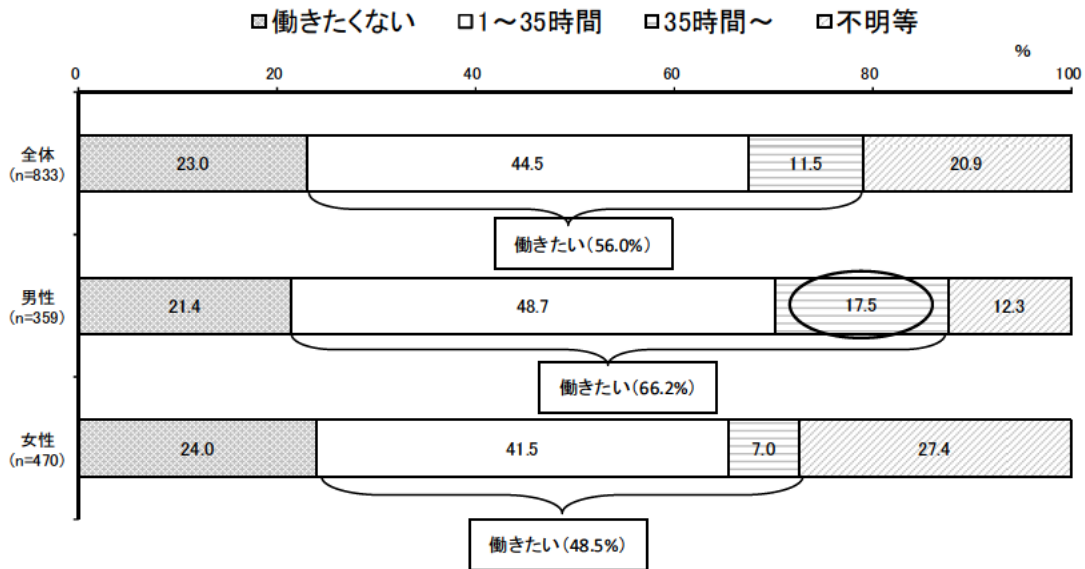 働きたくない 1～35時間 35時間～ 不明等
%
0 20 40 60 80 100
全体
(n=833)
23.0 44.5 11.5 20.9
働きたい(56.0%)
男性
(n=359)
21.4 48.7 17.5 12.3
働きたい(66.2%)
女性
(n=470)
24.0 41.5 7.0 27.4
働きたい(48.5%)